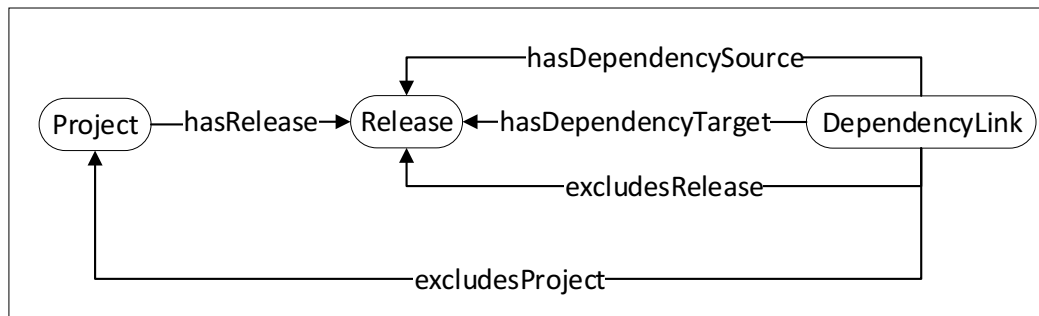 hasDependencySource
Project hasRelease Release hasDependencyTarget DependencyLink
excludesRelease
excludesProject